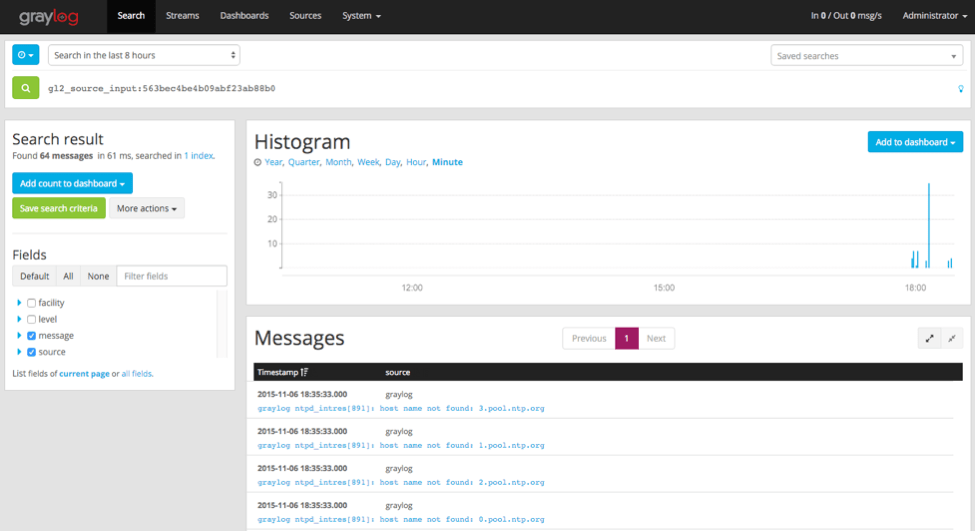 graylog Search Streams Dashboards Sources System In 0 / Out 0 msg/s Administrator
Search in the last 8 hours Saved searches
gl2_source_input:563bec4be4b09abf23ab88b0
Search result
Found 64 messages in 61 ms, searched in 1 index.
Add count to dashboard
Save search criteria More actions
Fields
Default All None Filter fields
facility
level
message
source
List fields of current page or all fields.
Histogram
Add to dashboard
Year, Quarter, Month, Week, Day, Hour, Minute
30
20
10
12:00 15:00 18:00
Messages
Previous 1 Next
Timestamp source
2015-11-06 18:35:33.000 graylog
graylog ntpd_intres[891]: host name not found: 3.pool.ntp.org
2015-11-06 18:35:33.000 graylog
graylog ntpd_intres[891]: host name not found: 1.pool.ntp.org
2015-11-06 18:35:33.000 graylog
graylog ntpd_intres[891]: host name not found: 2.pool.ntp.org
2015-11-06 18:35:33.000 graylog
graylog ntpd_intres[891]: host name not found: 0.pool.ntp.org